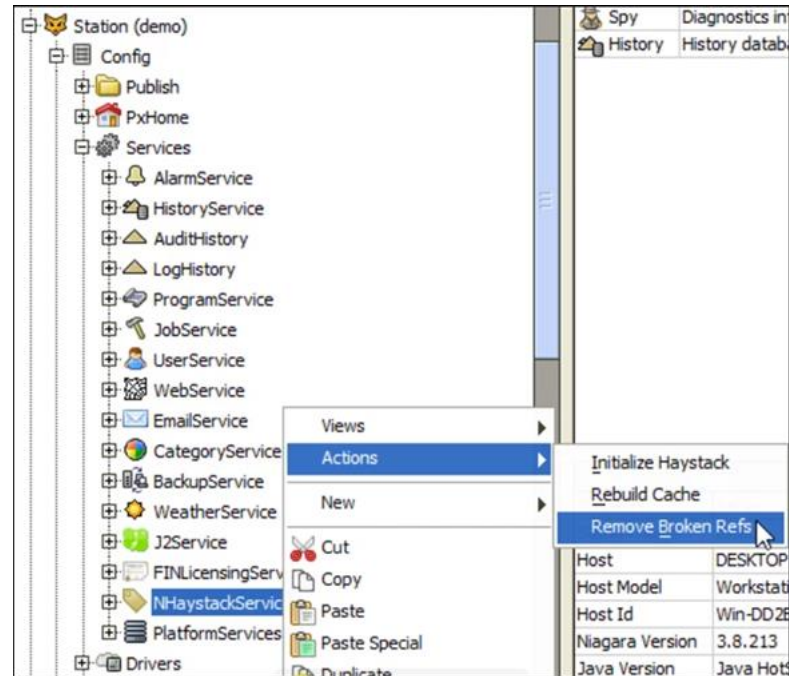 Station (demo)
Config
Publish
PxHome
Services
AlarmService
HistoryService
AuditHistory
LogHistory
ProgramService
JobService
UserService
WebService
EmailService
CategoryService
BackupService
WeatherService
J2Service
FINLicensingServ
NHaystackServic
PlatformServices
Drivers
Views
Actions
New
Cut
Copy
Paste
Paste Special
Duplicate
Initialize Haystack
Rebuild Cache
Remove Broken Refs
Spy Diagnostics in
History History databa
Host DESKTOP
Host Model Workstati
Host Id Win-DD2
Niagara Version 3.8.213
Java Version Java Hot